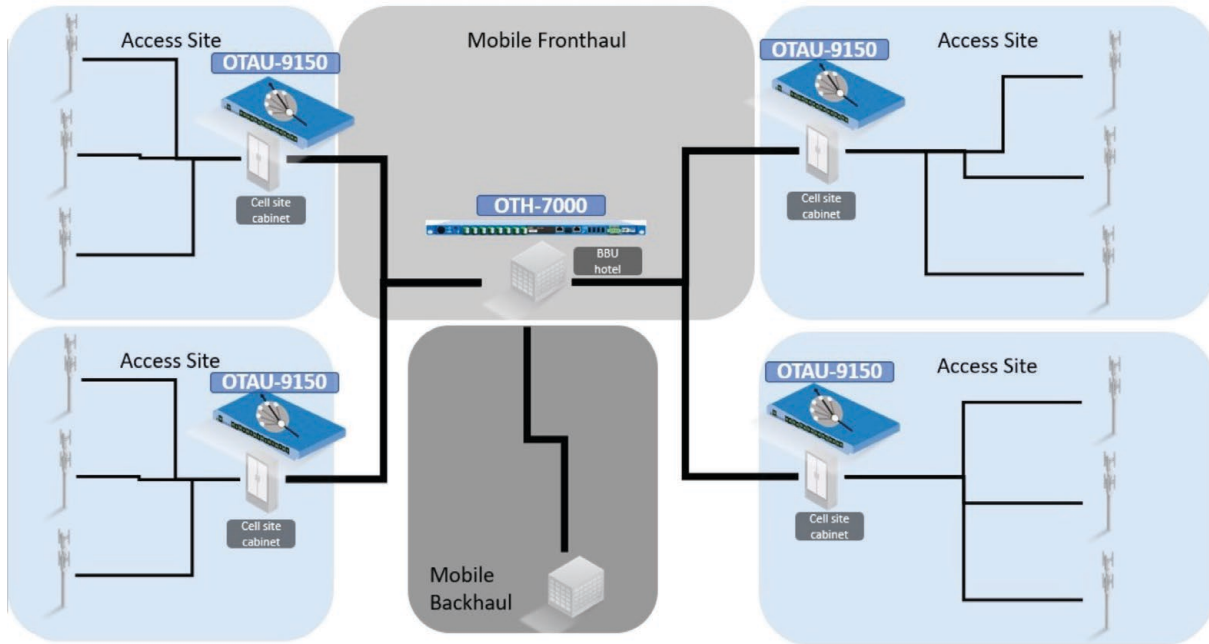 Access Site
OTAU-9150
Cell site
cabinet
Mobile Fronthaul
OTH-7000
BBU
hotel
OTAU-9150
Access Site
Cell site
cabinet
Access Site
OTAU-9150
Cell site
cabinet
Mobile
Backhaul
OTAU-9150
Access Site
Cell site
cabinet